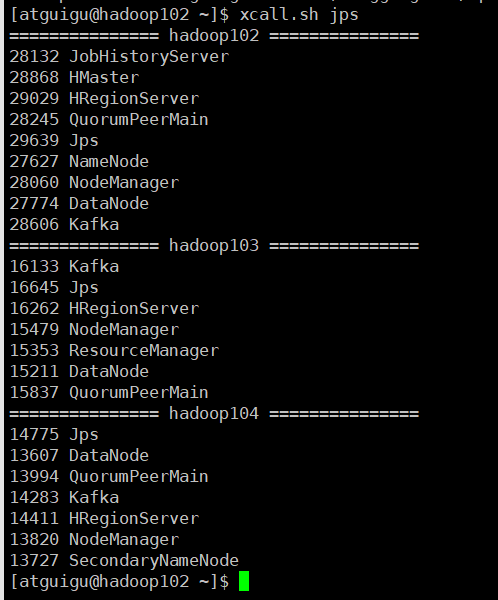 [atguigu@hadoop102 ~]$ xcall.sh jps
=============== hadoop102 ===============
28132 JobHistoryServer
28868 HMaster
29029 HRegionServer
28245 QuorumPeerMain
29639 Jps
27627 NameNode
28060 NodeManager
27774 DataNode
28606 Kafka
=============== hadoop103 ===============
16133 Kafka
16645 Jps
16262 HRegionServer
15479 NodeManager
15353 ResourceManager
15211 DataNode
15837 QuorumPeerMain
=============== hadoop104 ===============
14775 Jps
13607 DataNode
13994 QuorumPeerMain
14283 Kafka
14411 HRegionServer
13820 NodeManager
13727 SecondaryNameNode
[atguigu@hadoop102 ~]$